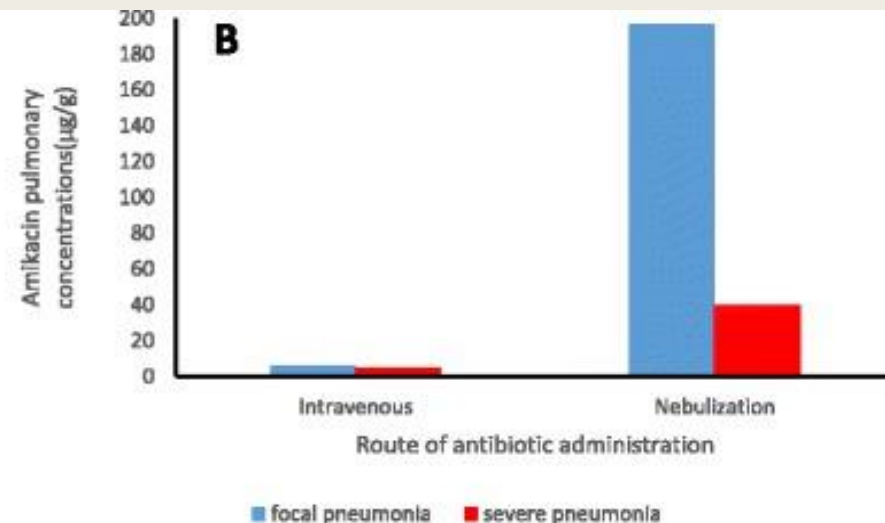 B
Amikacin pulmonary
concentrations(µg/g)
200
180
160
140
120
100
80
60
40
20
0
Intravenous
Nebulization
Route of antibiotic administration
focal pneumonia
severe pneumonia